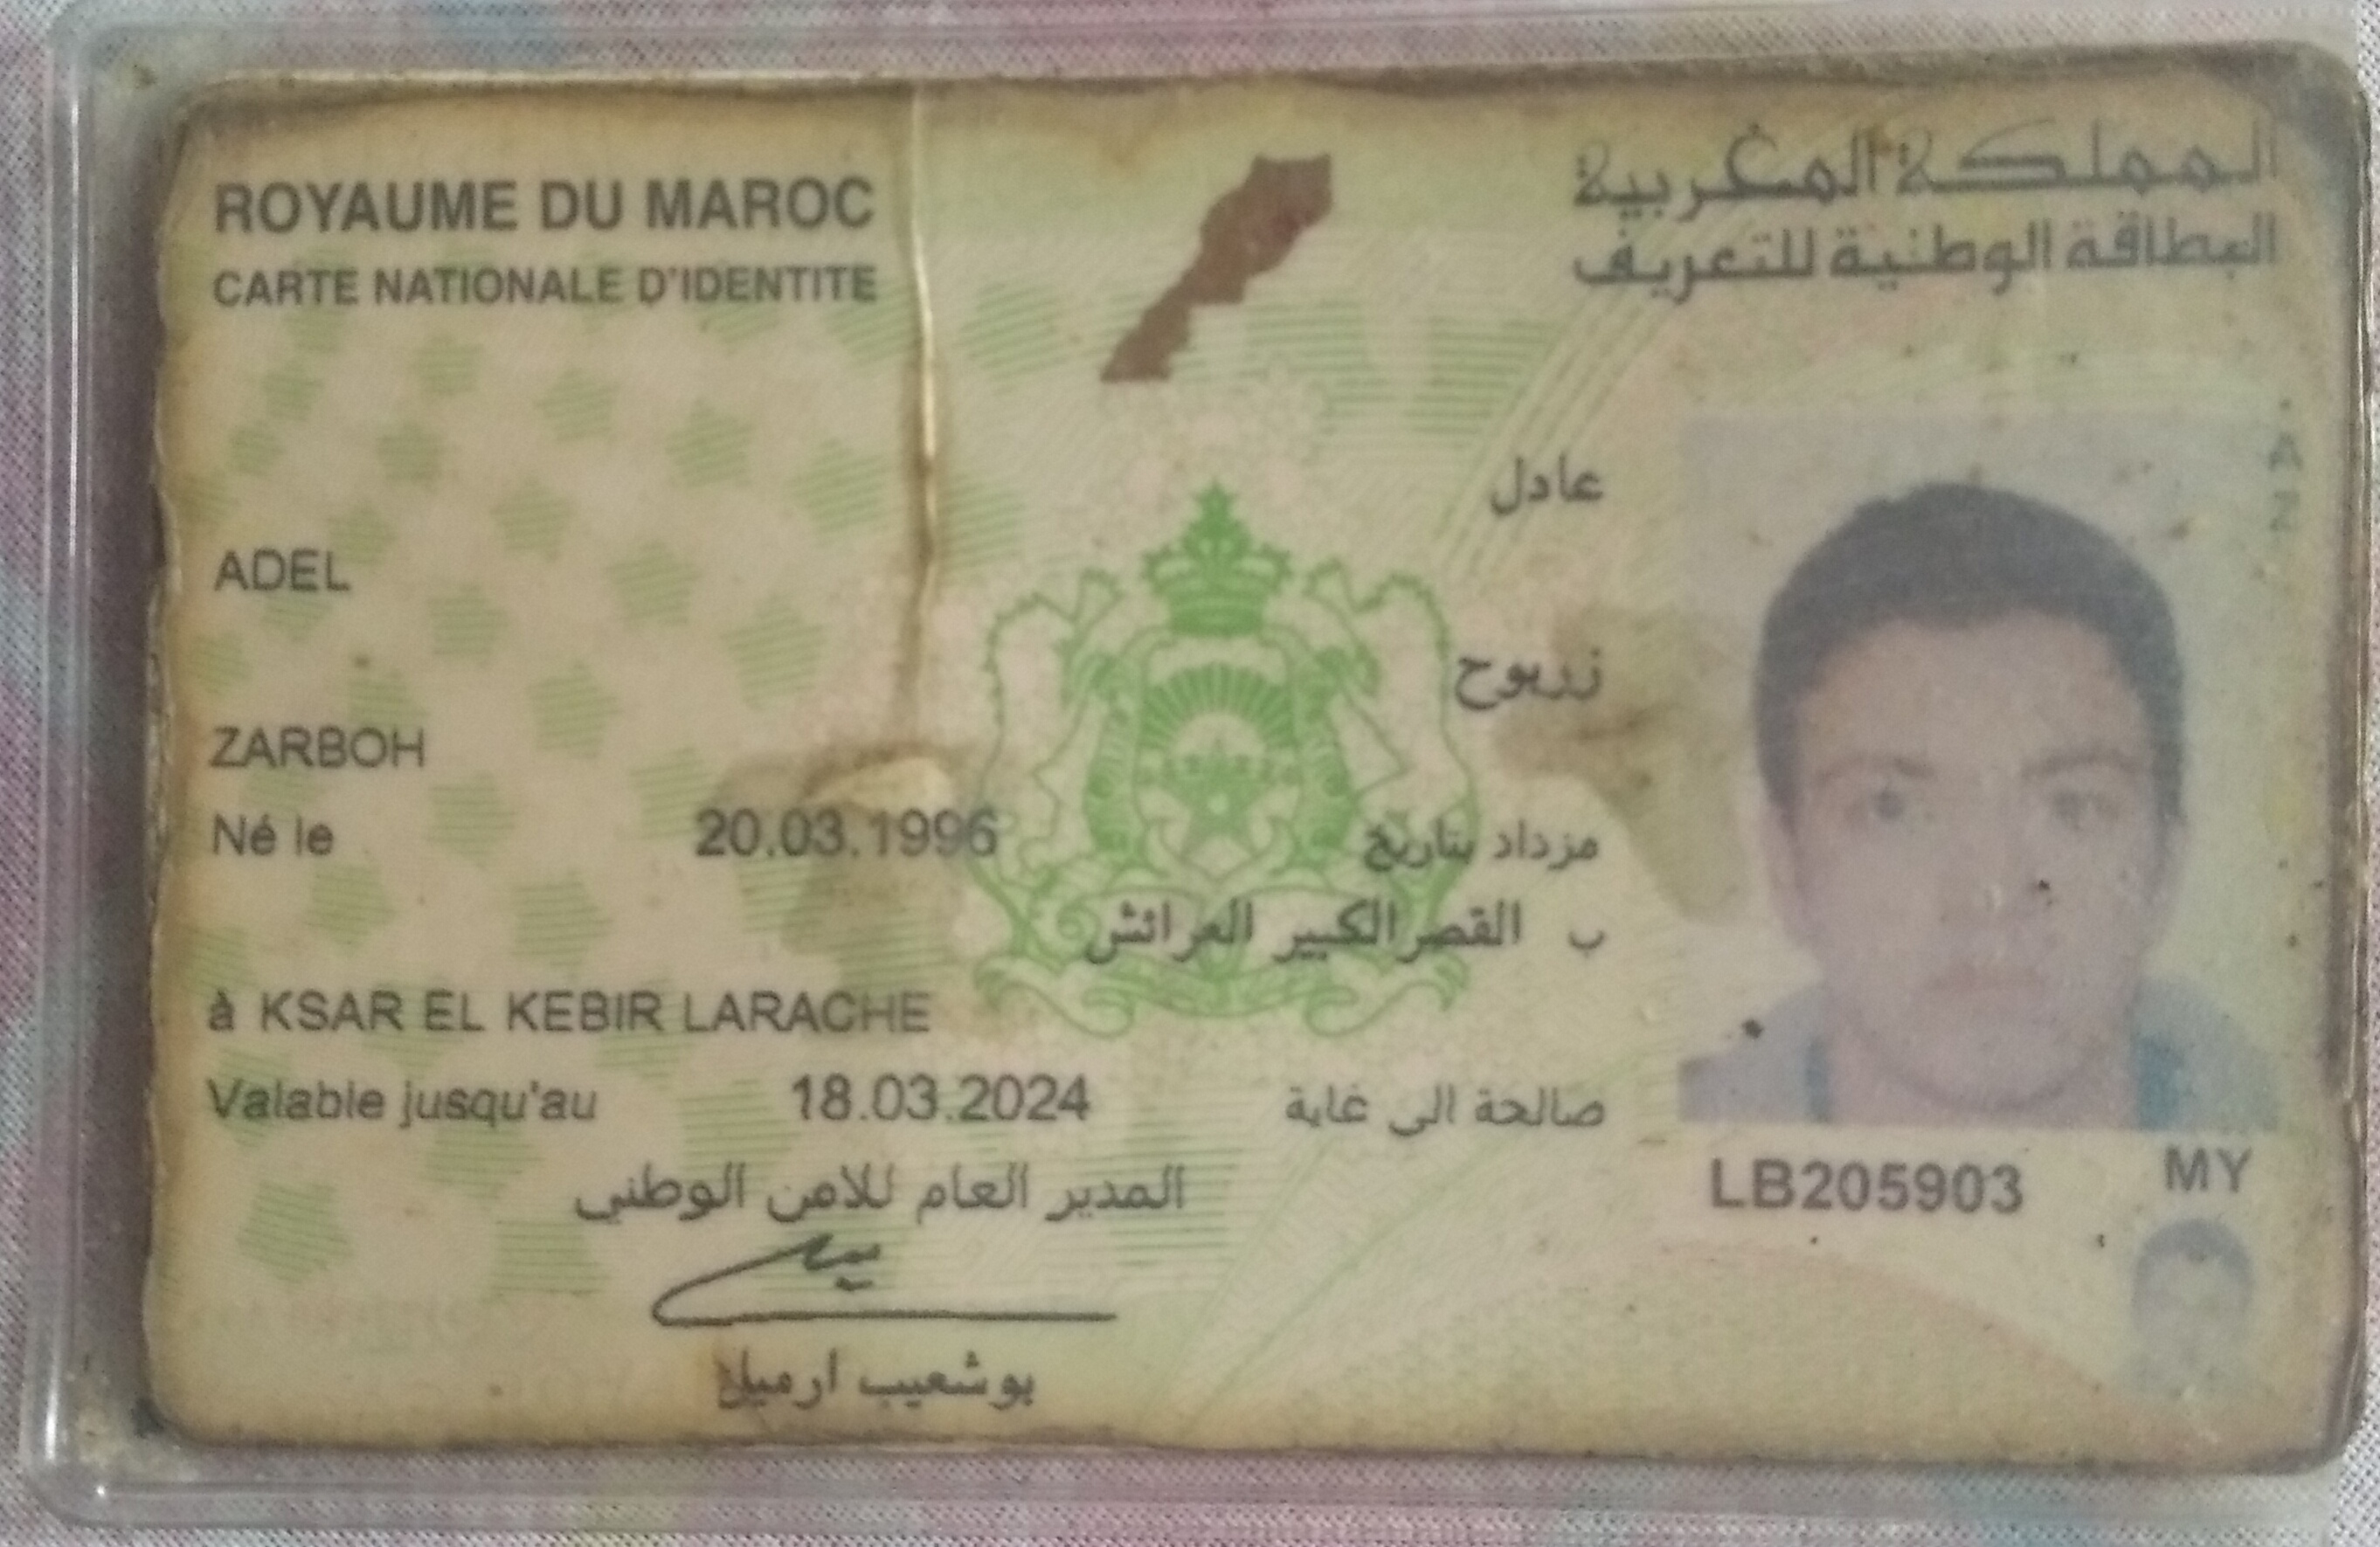 ROYAUME DU MAROC
المملكة المغربية
CARTE NATIONALE D'IDENTITE
البطاقة الوطنية للتعريف
عادل
ADEL
زربوح
ZARBOH
Né le 20.03.1996 مزداد بتاريخ
ب القصر الكبير العرائش
à KSAR EL KEBIR LARACHE
Valable jusqu'au 18.03.2024 صالحة الى غاية
المدير العام للامن الوطني
بوشعيب ارميل
A
Z
LB205903
MY